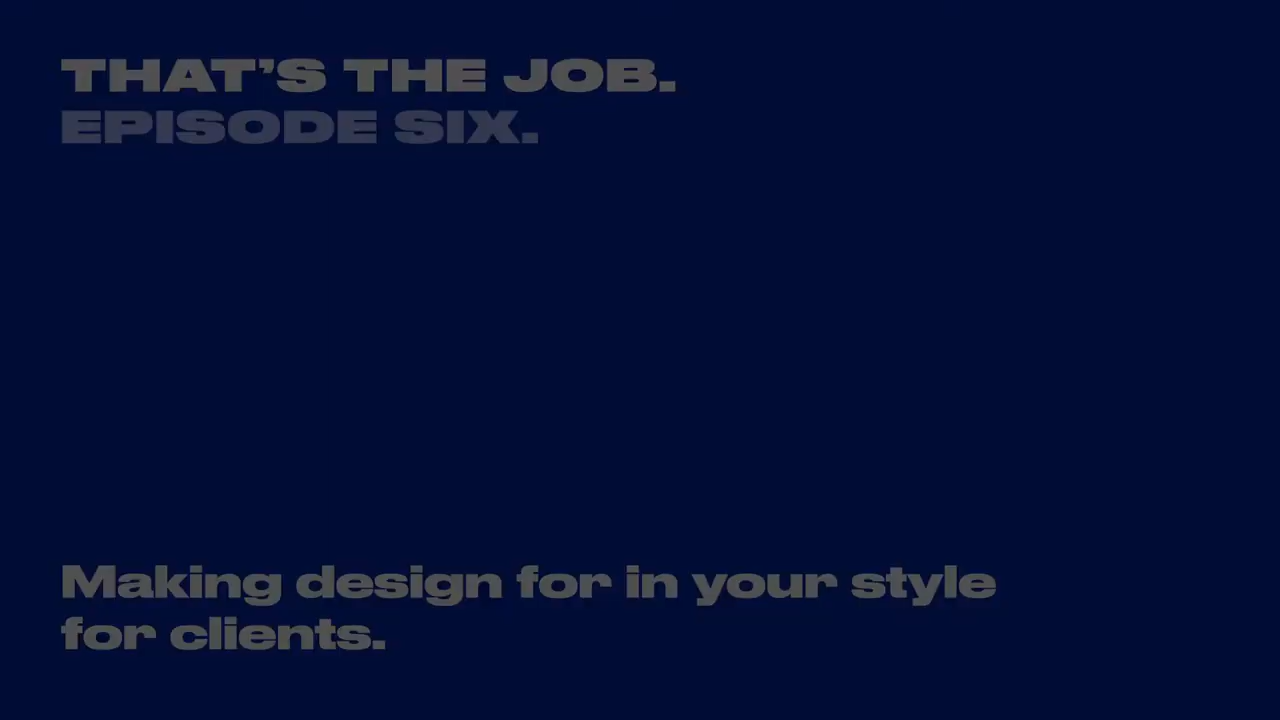 THAT'S THE JOB.
EPISODE SIX.
Making design for in your style
for clients.